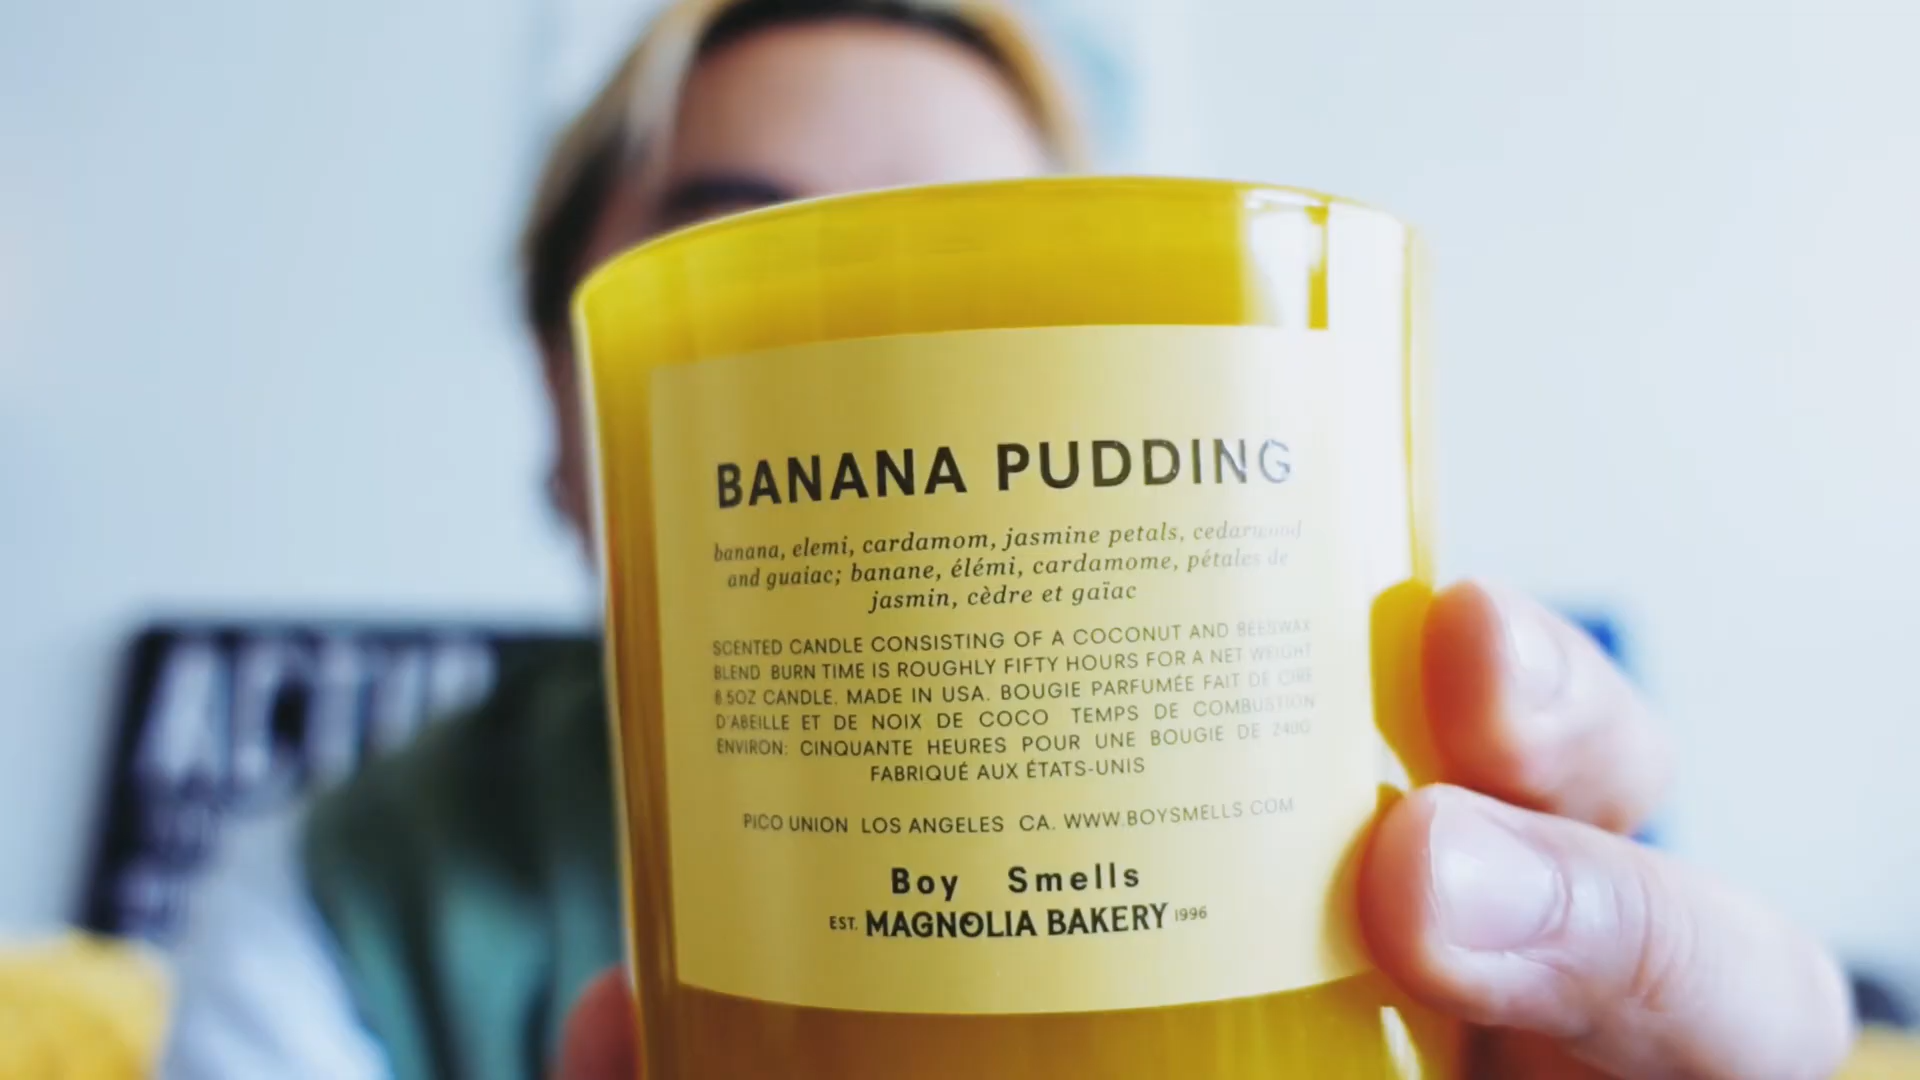 BANANA PUDDING
banana, elemi, cardamom, jasmine petals, cedarwood
and guaiac; banane, élémi, cardamome, pétales de
jasmin, cèdre et gaïac
SCENTED CANDLE CONSISTING OF A COCONUT AND BEESWAX
BLEND BURN TIME IS ROUGHLY FIFTY HOURS FOR A NET WEIGHT
8.5OZ CANDLE. MADE IN USA. BOUGIE PARFUMÉE FAIT DE CIRE
D'ABEILLE ET DE NOIX DE COCO TEMPS DE COMBUSTION
ENVIRON: CINQUANTE HEURES POUR UNE BOUGIE DE 240G
FABRIQUÉ AUX ÉTATS-UNIS
PICO UNION LOS ANGELES CA. WWW.BOYSMELLS.COM
Boy Smells
EST. MAGNOLIA BAKERY 1996